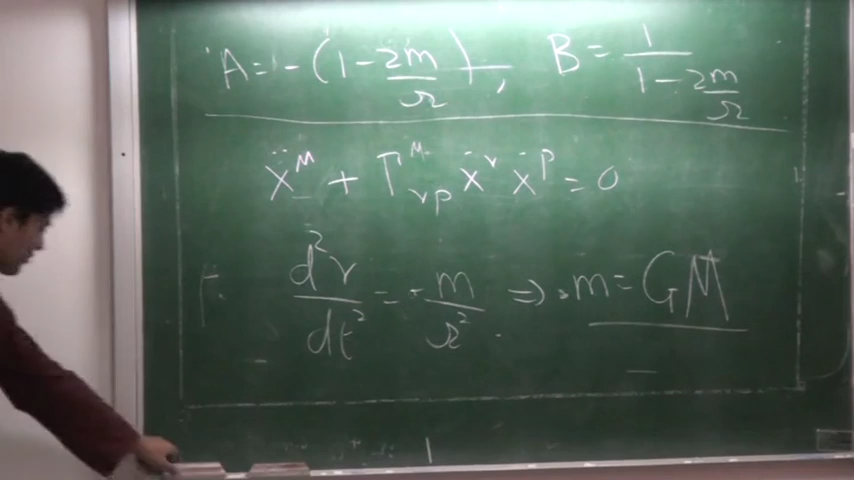 A = -(1 - 2m/r), B = 1/(1 - 2m/r)
ẍ^μ + Γ^μ_νρ ẋ^ν ẋ^ρ = 0
d²r/dt² = -m/r² ⇒ m = GM